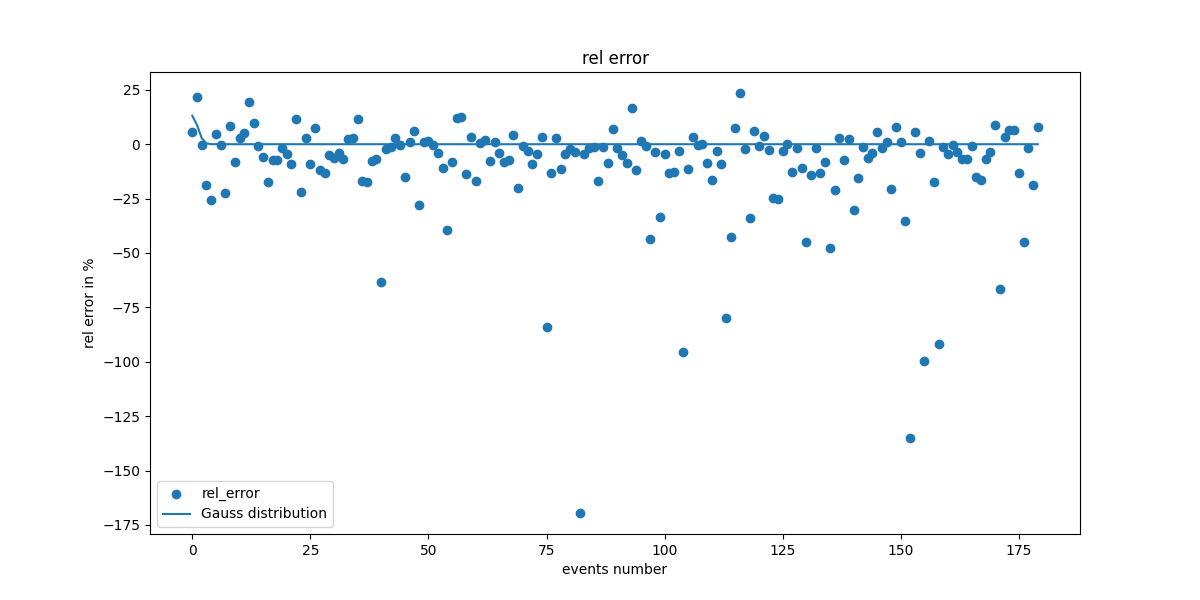 rel error
25
0
−25
−50
−75
−100
−125
−150
−175
rel error in %
rel_error
Gauss distribution
0 25 50 75 100 125 150 175
events number